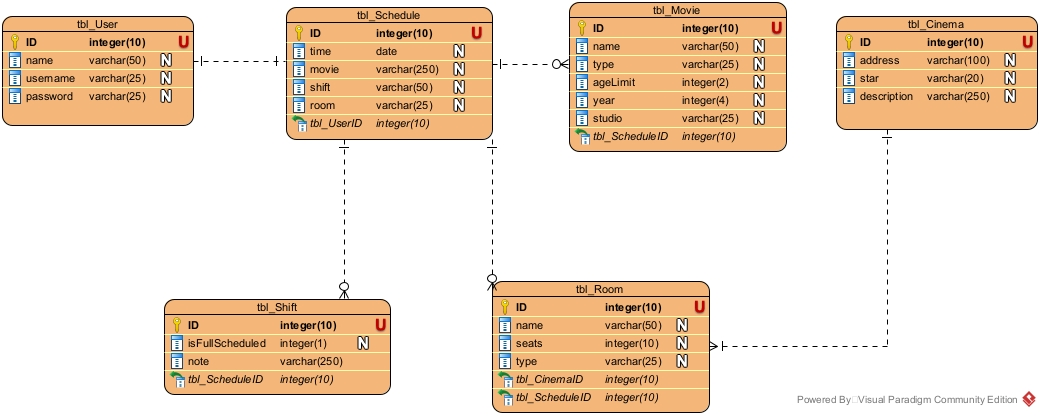 tbl_User
ID integer(10) U
name varchar(50) N
username varchar(25) N
password varchar(25) N
tbl_Schedule
ID integer(10) U
time date N
movie varchar(250) N
shift varchar(50) N
room varchar(25) N
tbl_UserID integer(10)
tbl_Movie
ID integer(10) U
name varchar(50) N
type varchar(25) N
ageLimit integer(2) N
year integer(4) N
studio varchar(25) N
tbl_ScheduleID integer(10)
tbl_Cinema
ID integer(10) U
address varchar(100) N
star varchar(20) N
description varchar(250) N
tbl_Shift
ID integer(10) U
isFullScheduled integer(1) N
note varchar(250)
tbl_ScheduleID integer(10)
tbl_Room
ID integer(10) U
name varchar(50) N
seats integer(10) N
type varchar(25) N
tbl_CinemaID integer(10)
tbl_ScheduleID integer(10)
Powered By Visual Paradigm Community Edition